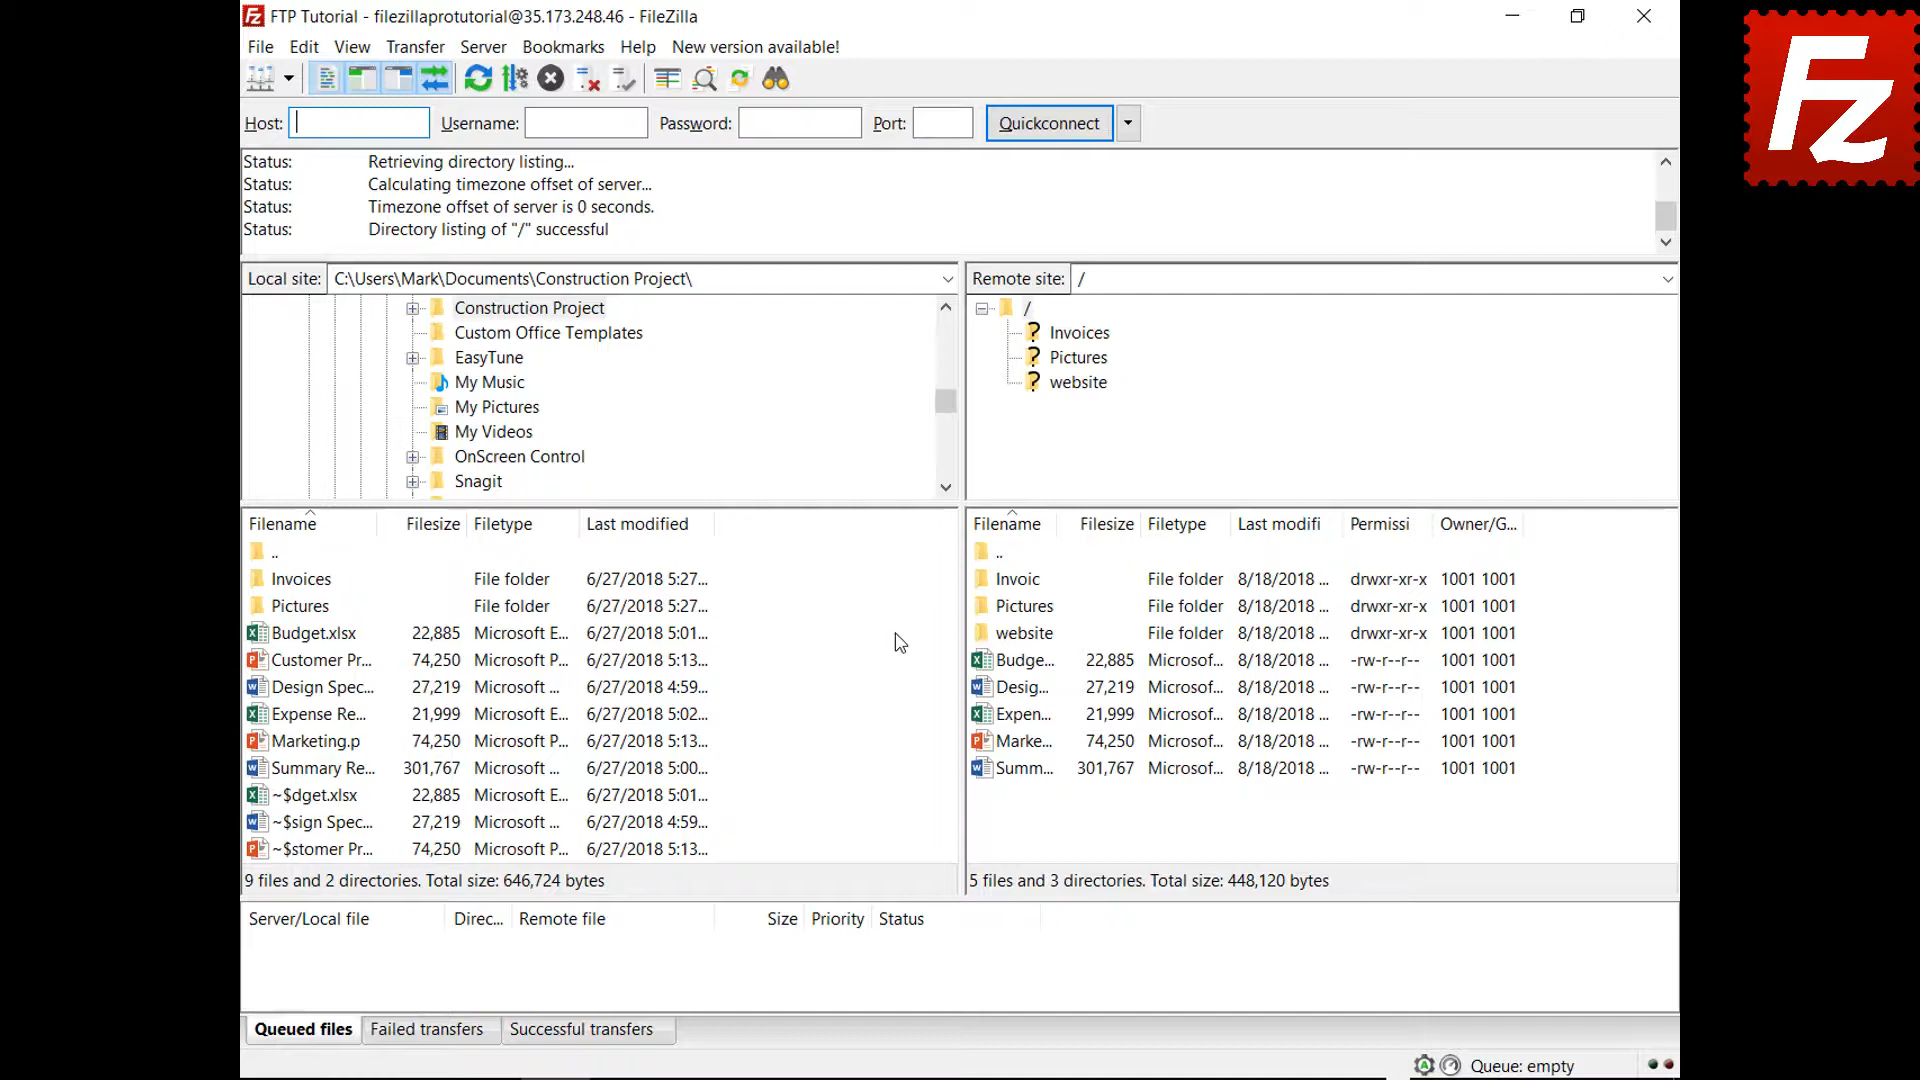 FTP Tutorial - filezillaprotutorial@35.173.248.46 - FileZilla
File Edit View Transfer Server Bookmarks Help New version available!
Host: Username: Password: Port: Quickconnect
Status: Retrieving directory listing...
Status: Calculating timezone offset of server...
Status: Timezone offset of server is 0 seconds.
Status: Directory listing of "/" successful
Local site: C:\Users\Mark\Documents\Construction Project\
Construction Project
Custom Office Templates
EasyTune
My Music
My Pictures
My Videos
OnScreen Control
Snagit
Remote site: /
/
? Invoices
? Pictures
? website
Filename Filesize Filetype Last modified
..
Invoices File folder 6/27/2018 5:27...
Pictures File folder 6/27/2018 5:27...
Budget.xlsx 22,885 Microsoft E... 6/27/2018 5:01...
Customer Pr... 74,250 Microsoft P... 6/27/2018 5:13...
Design Spec... 27,219 Microsoft ... 6/27/2018 4:59...
Expense Re... 21,999 Microsoft E... 6/27/2018 5:02...
Marketing.p 74,250 Microsoft P... 6/27/2018 5:13...
Summary Re... 301,767 Microsoft ... 6/27/2018 5:00...
~$dget.xlsx 22,885 Microsoft E... 6/27/2018 5:01...
~$sign Spec... 27,219 Microsoft ... 6/27/2018 4:59...
~$stomer Pr... 74,250 Microsoft P... 6/27/2018 5:13...
9 files and 2 directories. Total size: 646,724 bytes
Filename Filesize Filetype Last modifi Permissi Owner/G...
..
Invoic File folder 8/18/2018 ... drwxr-xr-x 1001 1001
Pictures File folder 8/18/2018 ... drwxr-xr-x 1001 1001
website File folder 8/18/2018 ... drwxr-xr-x 1001 1001
Budge... 22,885 Microsof... 8/18/2018 ... -rw-r--r-- 1001 1001
Desig... 27,219 Microsof... 8/18/2018 ... -rw-r--r-- 1001 1001
Expen... 21,999 Microsof... 8/18/2018 ... -rw-r--r-- 1001 1001
Marke... 74,250 Microsof... 8/18/2018 ... -rw-r--r-- 1001 1001
Summ... 301,767 Microsof... 8/18/2018 ... -rw-r--r-- 1001 1001
5 files and 3 directories. Total size: 448,120 bytes
Server/Local file Direc... Remote file Size Priority Status
Queued files Failed transfers Successful transfers
Queue: empty
Fz